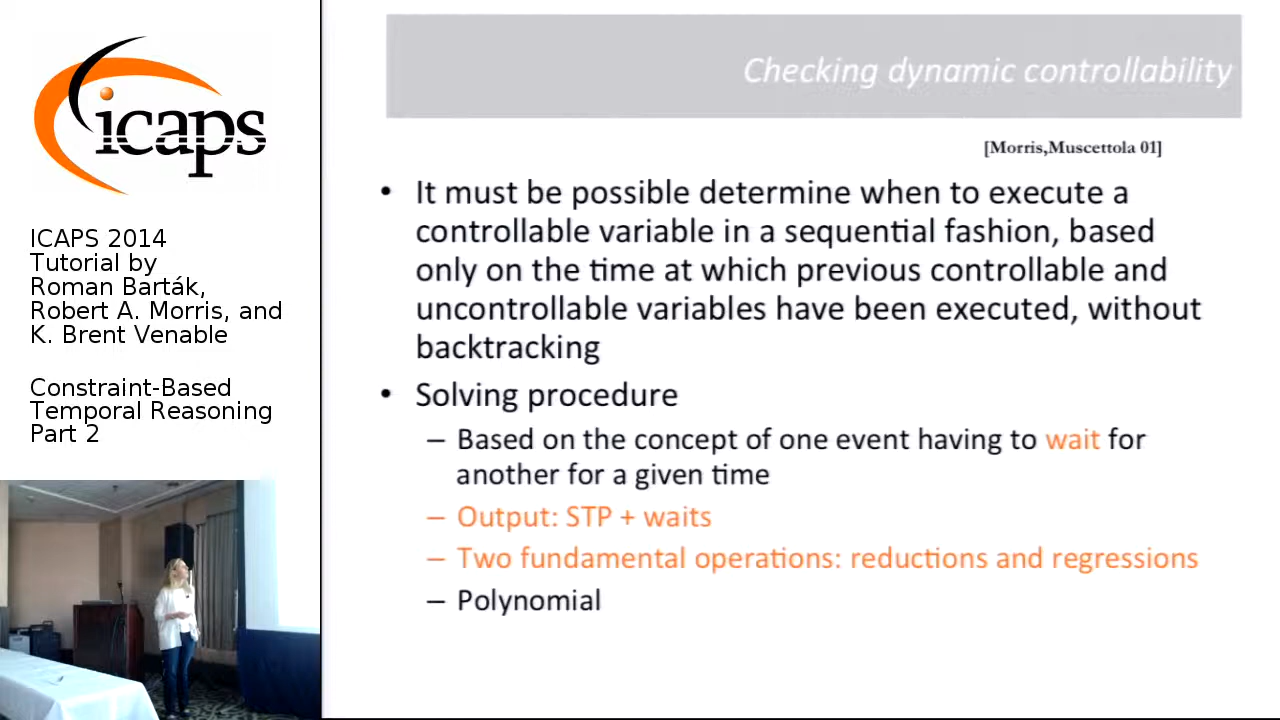 icaps
ICAPS 2014
Tutorial by
Roman Barták,
Robert A. Morris, and
K. Brent Venable
Constraint-Based
Temporal Reasoning
Part 2
Checking dynamic controllability
[Morris,Muscettola 01]
• It must be possible determine when to execute a
controllable variable in a sequential fashion, based
only on the time at which previous controllable and
uncontrollable variables have been executed, without
backtracking
• Solving procedure
– Based on the concept of one event having to wait for
another for a given time
– Output: STP + waits
– Two fundamental operations: reductions and regressions
– Polynomial